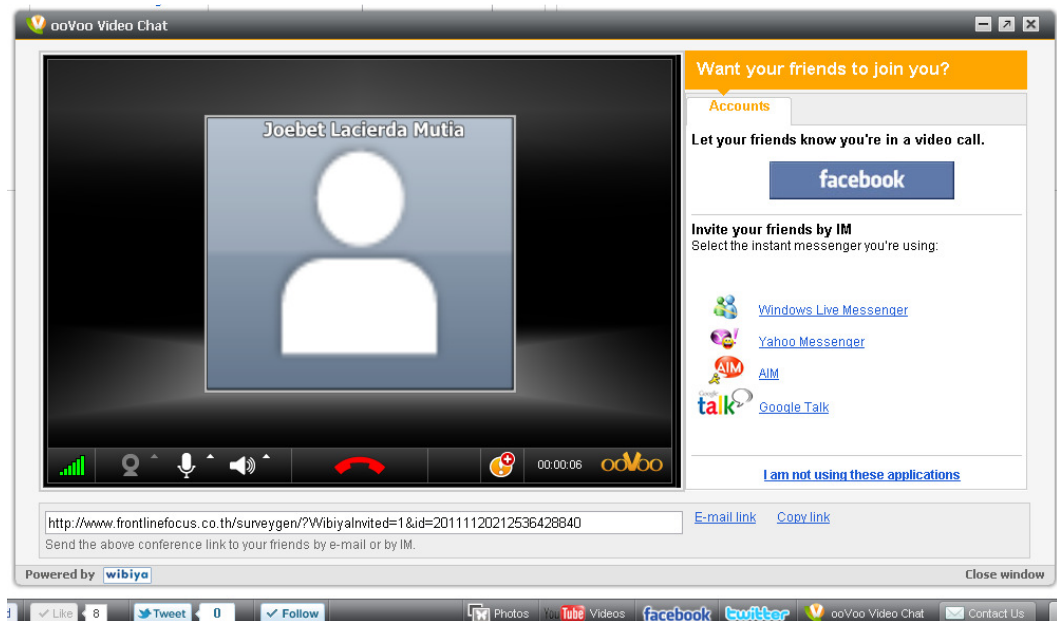 ooVoo Video Chat
Joebet Lacierda Mutia
00:00:06
ooVoo
Want your friends to join you?
Accounts
Let your friends know you're in a video call.
facebook
Invite your friends by IM
Select the instant messenger you're using:
Windows Live Messenger
Yahoo Messenger
AIM
AIM
Google
talk
Google Talk
I am not using these applications
http://www.frontlinefocus.co.th/surveygen/?WibiyaInvited=1&id=20111120212536428840
E-mail link
Copy link
Send the above conference link to your friends by e-mail or by IM.
Powered by wibiya
Close window
Like 8
Tweet 0
Follow
Photos
You Tube Videos
facebook
twitter
ooVoo Video Chat
Contact Us